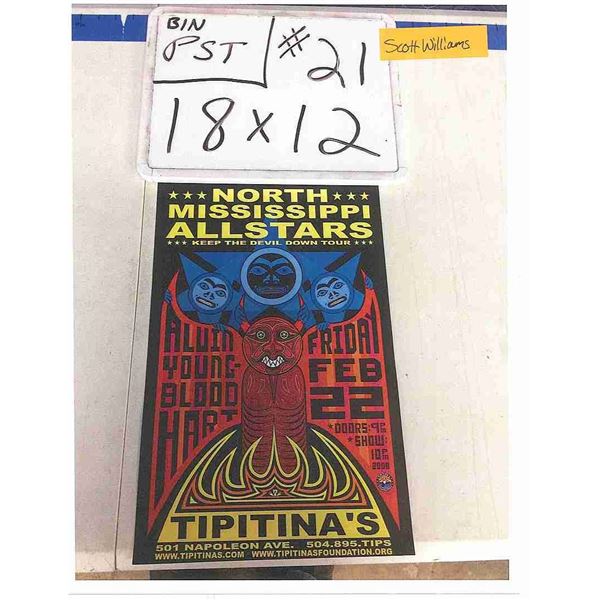 BIN
PST
#21
Scott Williams
18x12
★★★ NORTH ★★★
MISSISSIPPI
ALLSTARS
★★★ KEEP THE DEVIL DOWN TOUR ★★★
ALVIN
YOUNG-
BLOOD
HART
FRIDAY
FEB
22
★ DOORS: 9PM
★ SHOW:
10PM
2008
TIPITINA'S
501 NAPOLEON AVE. 504.895.TIPS
WWW.TIPITINAS.COM WWW.TIPITINASFOUNDATION.ORG